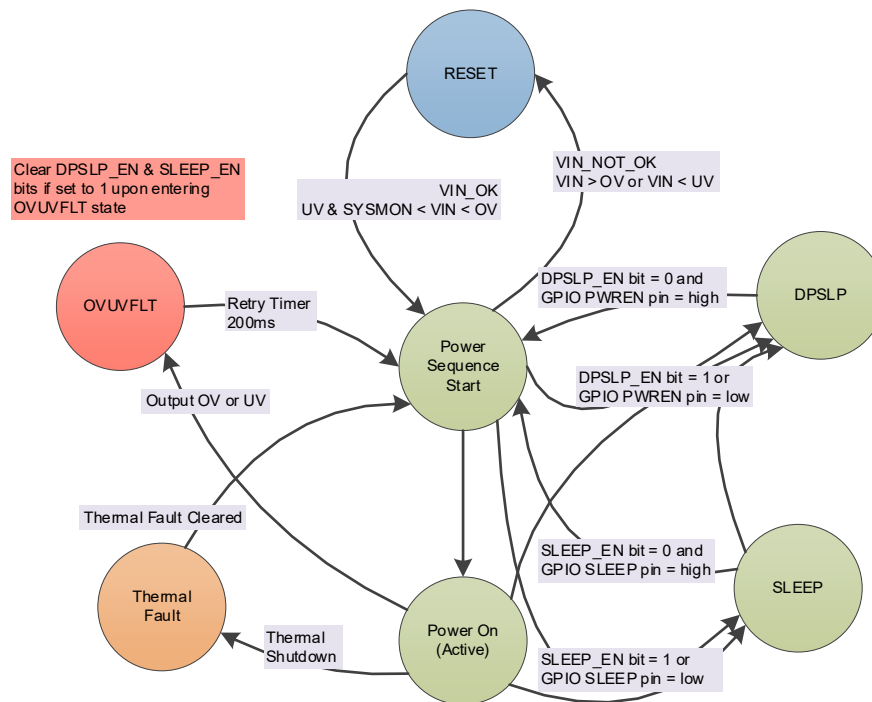 RESET
Clear DPSLP_EN & SLEEP_EN
bits if set to 1 upon entering
OVUVFLT state
VIN_OK
UV & SYSMON < VIN < OV
VIN_NOT_OK
VIN > OV or VIN < UV
OVUVFLT
Retry Timer
200ms
DPSLP_EN bit = 0 and
GPIO PWREN pin = high
DPSLP
Power
Sequence
Start
DPSLP_EN bit = 1 or
GPIO PWREN pin = low
Output OV or UV
Thermal Fault Cleared
SLEEP_EN bit = 0 and
GPIO SLEEP pin = high
SLEEP
Thermal
Fault
Thermal
Shutdown
Power On
(Active)
SLEEP_EN bit = 1 or
GPIO SLEEP pin = low